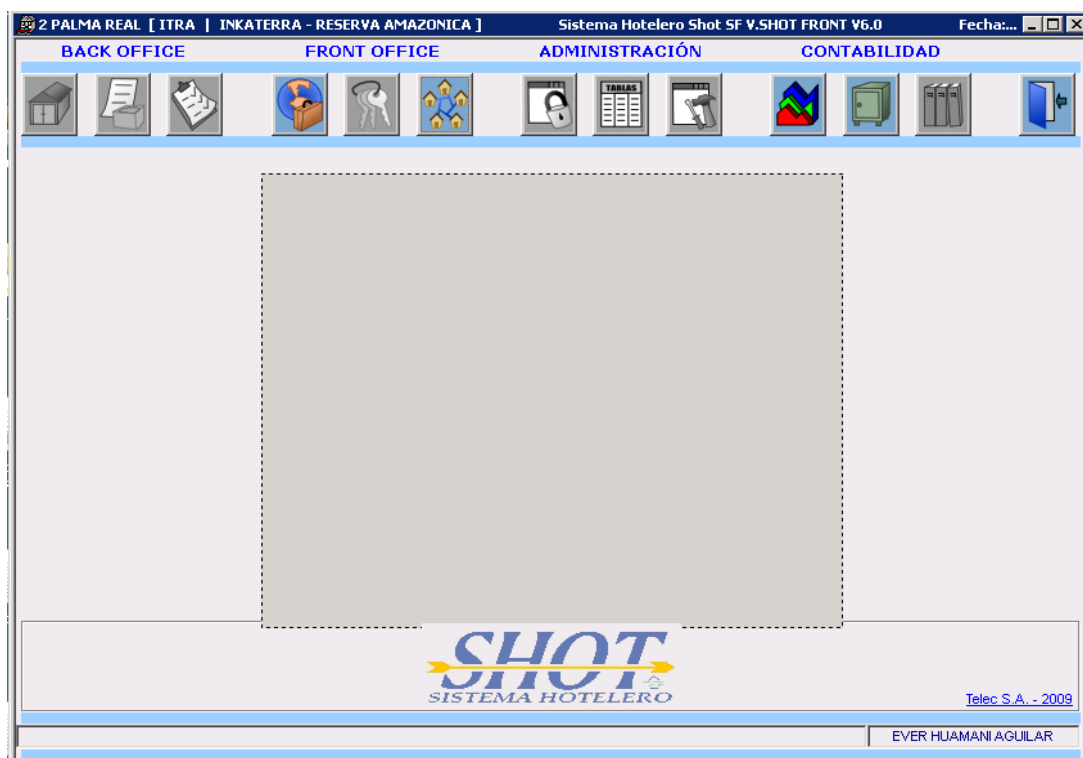 2 PALMA REAL [ ITRA | INKATERRA - RESERVA AMAZONICA ] Sistema Hotelero Shot SF V.SHOT FRONT V6.0 Fecha:...
BACK OFFICE FRONT OFFICE ADMINISTRACIÓN CONTABILIDAD
TABLAS
SHOT
SISTEMA HOTELERO
Telec S.A. - 2009
EVER HUAMANI AGUILAR